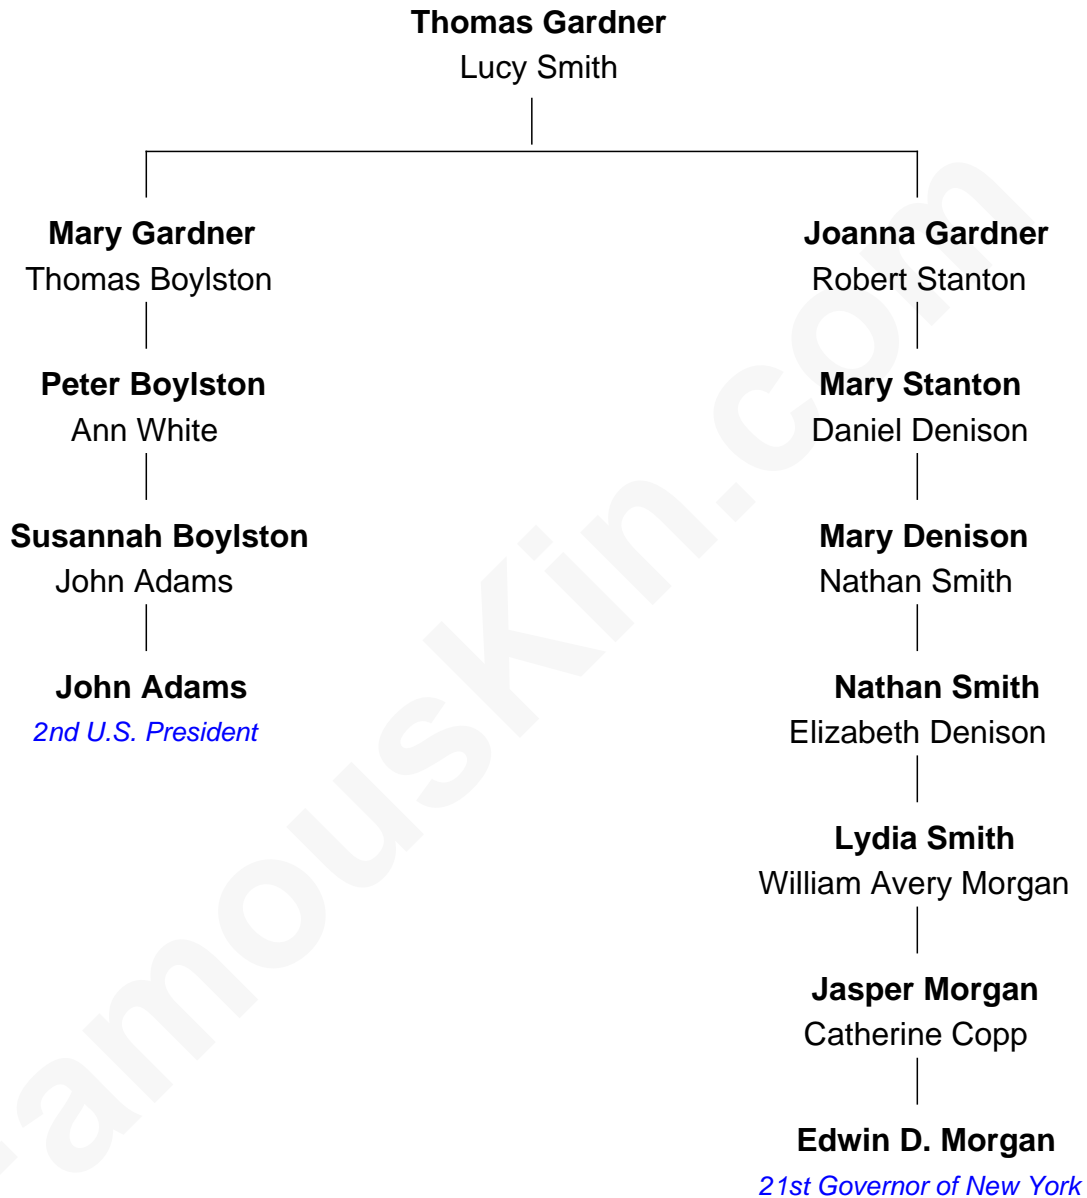 Thomas Gardner
Lucy Smith
Mary Gardner
Thomas Boylston
Joanna Gardner
Robert Stanton
Peter Boylston
Ann White
Mary Stanton
Daniel Denison
Susannah Boylston
John Adams
Mary Denison
Nathan Smith
John Adams
2nd U.S. President
Nathan Smith
Elizabeth Denison
Lydia Smith
William Avery Morgan
Jasper Morgan
Catherine Copp
Edwin D. Morgan
21st Governor of New York
FamousKin.com